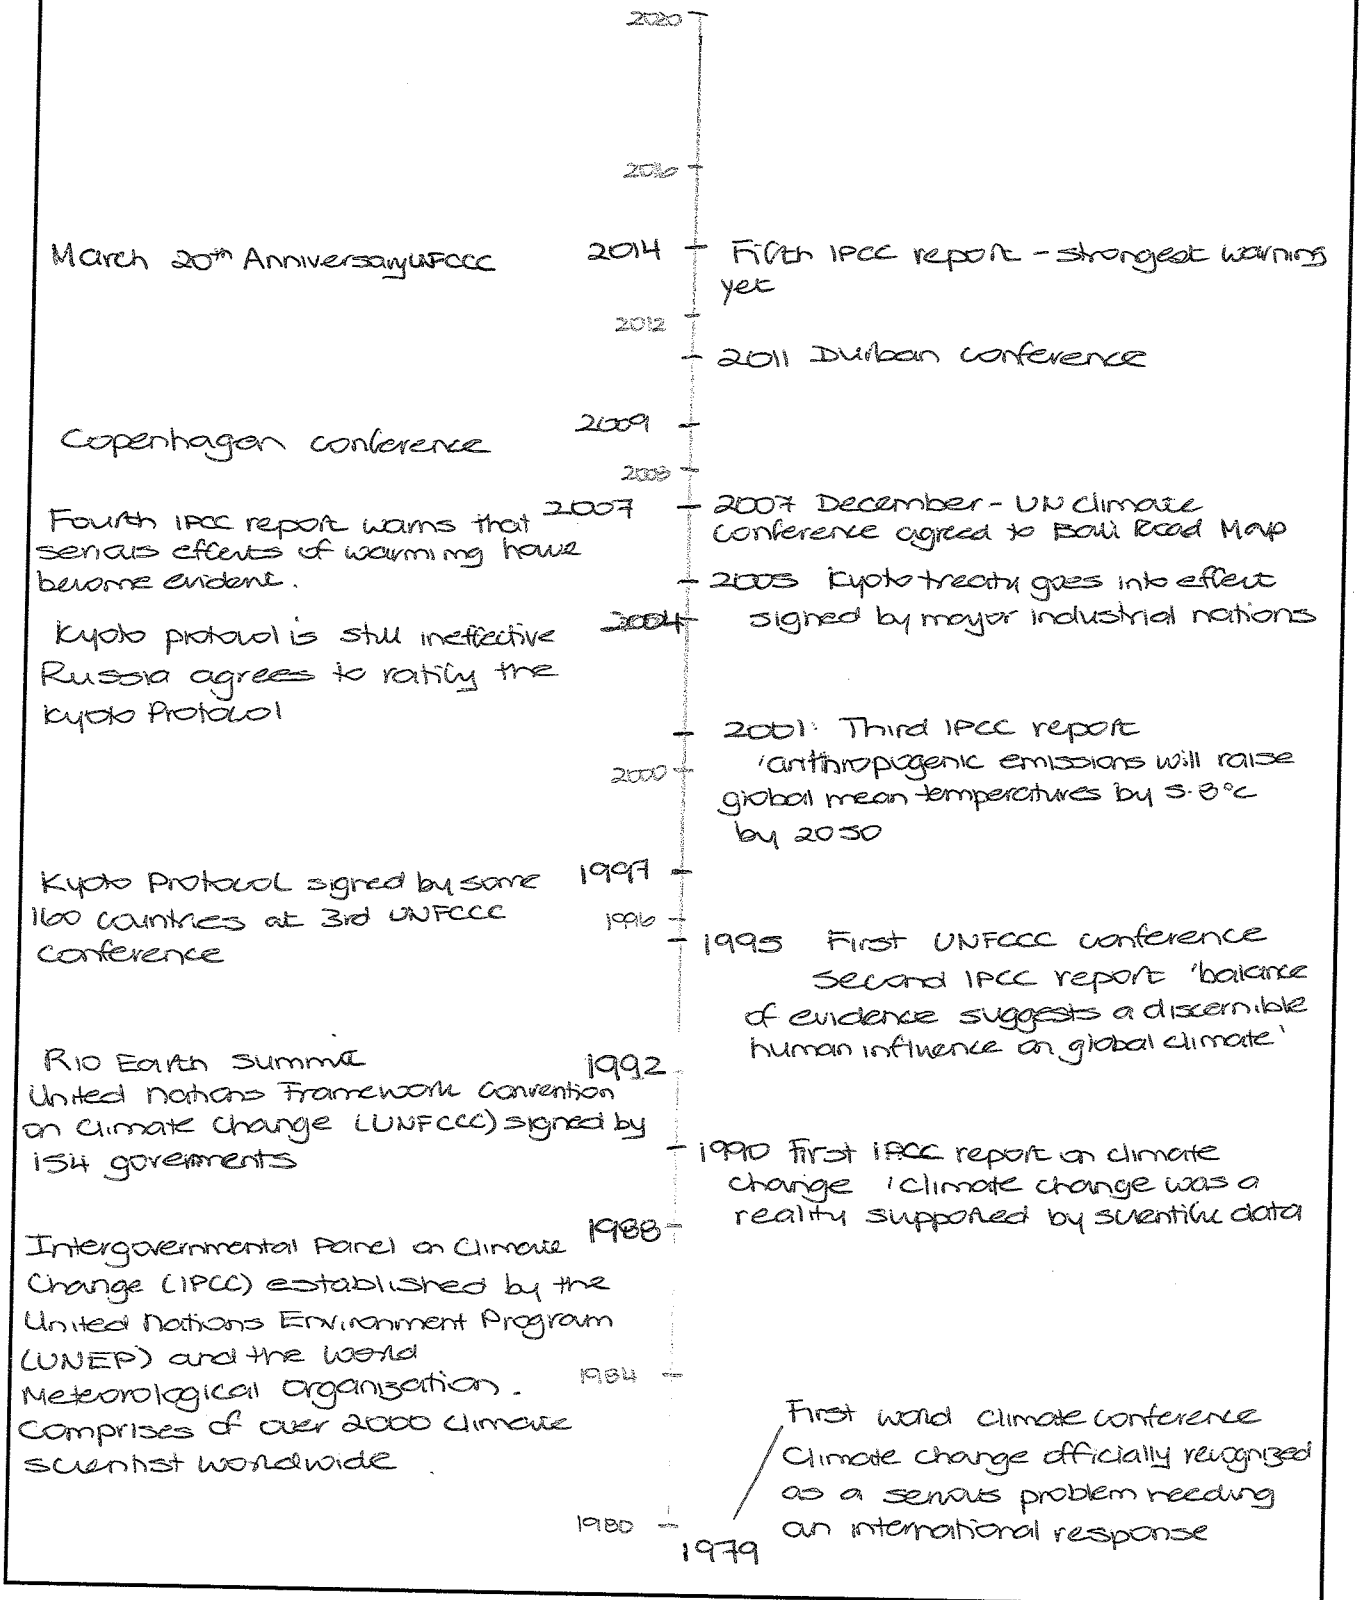 2020
2016
March 20th Anniversary UNFCCC
2014
Fifth IPCC report - strongest warning
yet
2012
2011 Durban conference
2009
Copenhagen conference
2008
2007
Fourth IPCC report warns that
serious effects of warming have
become evident.
2007 December - UN Climate
Conference agreed to Bali Road Map
2005 Kyoto treaty goes into effect
signed by mayor industrial nations
2004
Kyoto protocol is still ineffective
Russia agrees to ratify the
Kyoto Protocol
2001: Third IPCC report
'anthropogenic emissions will raise
global mean temperatures by 5.8°C
by 2050
2000
1997
Kyoto Protocol signed by some
160 countries at 3rd UNFCCC
conference
1996
1995 First UNFCCC conference
Second IPCC report 'balance
of evidence suggests a discernible
human influence on global climate'
Rio Earth Summit
1992
United Nations Framework Convention
on Climate Change (UNFCCC) signed by
154 governments
1990 First IPCC report on climate
change 'climate change was a
reality supported by scientific data
1988
Intergovernmental Panel on Climate
Change (IPCC) established by the
United Nations Environment Program
(UNEP) and the World
Meteorological Organization.
Comprises of over 2000 climate
scientist worldwide
1984
First world climate conference
Climate change officially recognized
as a serious problem needing
an international response
1980
1979